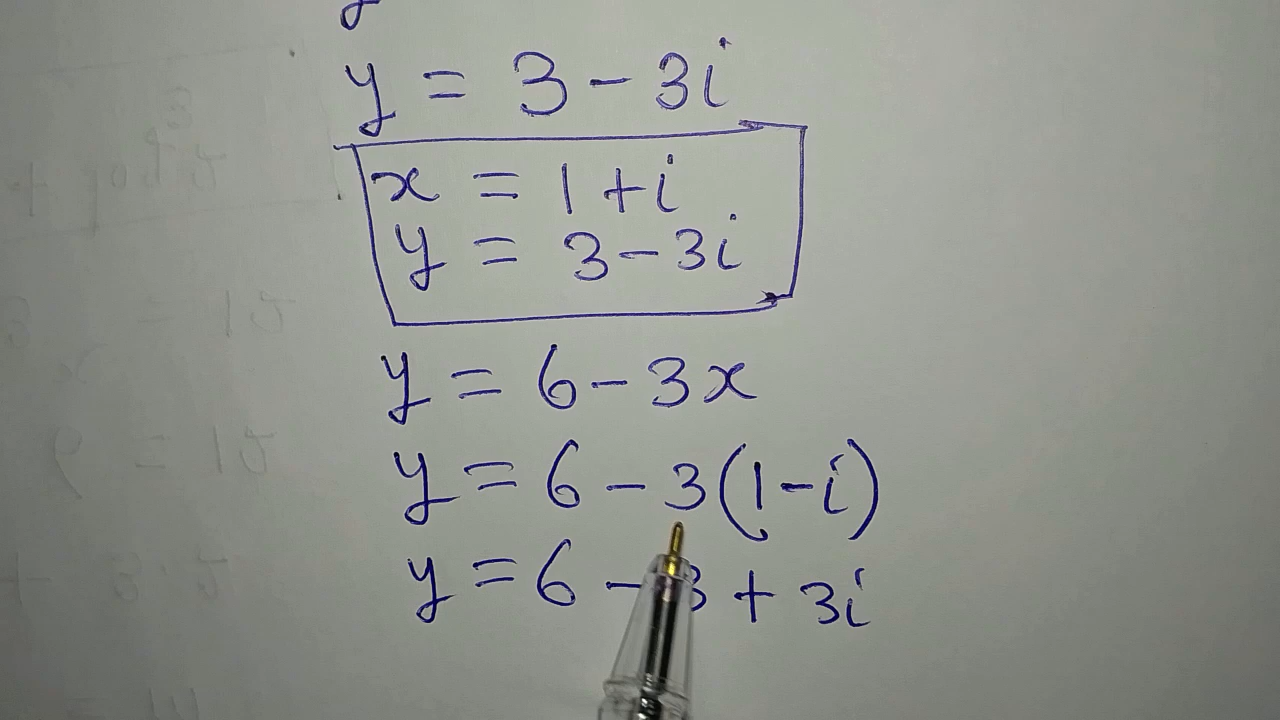 y = 3 - 3i
x = 1 + i
y = 3 - 3i
y = 6 - 3x
y = 6 - 3(1 - i)
y = 6 - 3 + 3i